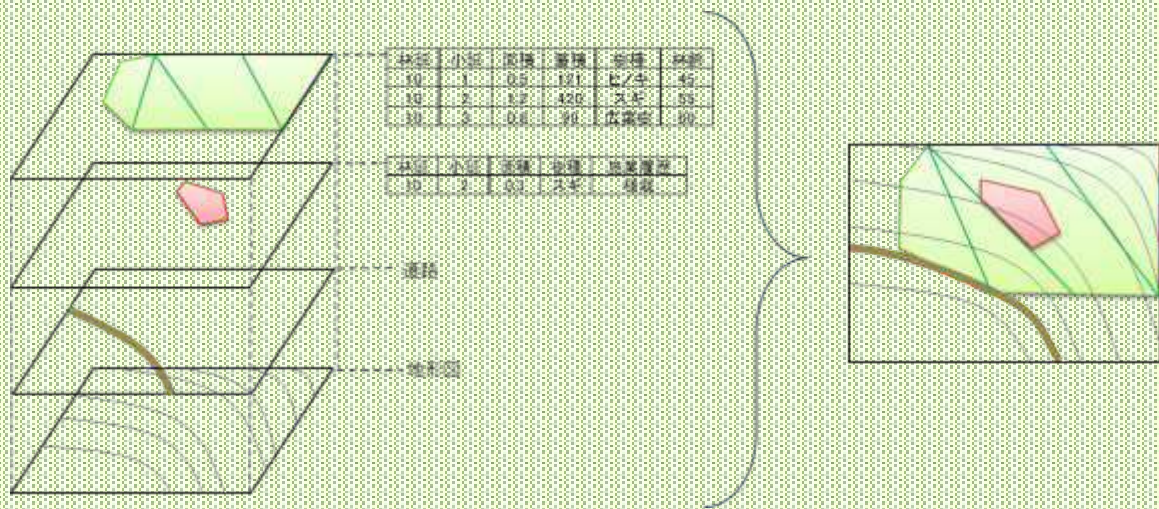 林班 小班 面積 蓄積 樹種 林齢
10 1 0.5 121 ヒノキ 45
10 2 1.2 420 スギ 55
10 3 0.8 90 広葉樹 60
林班 小班 面積 樹種 施業履歴
10 2 0.3 スギ 植栽
道路
地形図